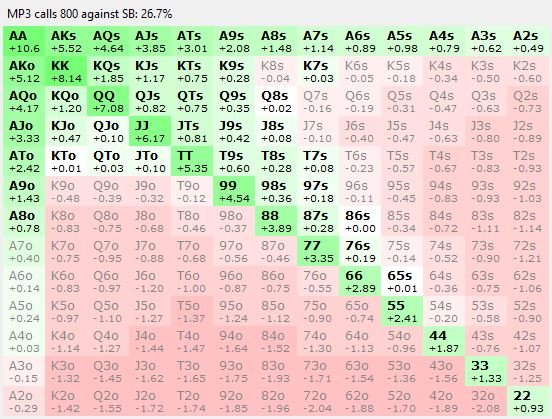 MP3 calls 800 against SB: 26.7%
AA AKs AQs AJs ATs A9s A8s A7s A6s A5s A4s A3s A2s
+10.6 +5.52 +4.64 +3.85 +3.01 +2.08 +1.48 +1.14 +0.89 +0.98 +0.79 +0.62 +0.49
AKo KK KQs KJs KTs K9s K8s K7s K6s K5s K4s K3s K2s
+5.12 +8.14 +1.85 +1.17 +0.75 +0.28 -0.04 +0.03 -0.05 -0.18 -0.34 -0.50 -0.60
AQo KQo QQ QJs QTs Q9s Q8s Q7s Q6s Q5s Q4s Q3s Q2s
+4.17 +1.20 +7.08 +0.82 +0.75 +0.35 +0.02 -0.16 -0.19 -0.31 -0.47 -0.63 -0.73
AJo KJo QJo JJ JTs J9s J8s J7s J6s J5s J4s J3s J2s
+3.33 +0.47 +0.10 +6.17 +0.81 +0.42 +0.08 -0.10 -0.40 -0.47 -0.63 -0.80 -0.89
ATo KTo QTo JTo TT T9s T8s T7s T6s T5s T4s T3s T2s
+2.42 +0.01 +0.03 +0.10 +5.35 +0.60 +0.28 +0.08 -0.23 -0.57 -0.67 -0.83 -0.93
A9o K9o Q9o J9o T9o 99 98s 97s 96s 95s 94s 93s 92s
+1.43 -0.48 -0.39 -0.32 -0.12 +4.54 +0.36 +0.18 -0.11 -0.45 -0.83 -0.93 -1.03
A8o K8o Q8o J8o T8o 98o 88 87s 86s 85s 84s 83s 82s
+0.78 -0.83 -0.75 -0.68 -0.46 -0.37 +3.89 +0.28 +0.00 -0.34 -0.72 -1.11 -1.14
A7o K7o Q7o J7o T7o 97o 87o 77 76s 75s 74s 73s 72s
+0.40 -0.75 -0.95 -0.88 -0.68 -0.56 -0.46 +3.35 +0.19 -0.14 -0.52 -0.90 -1.21
A6o K6o Q6o J6o T6o 96o 86o 76o 66 65s 64s 63s 62s
+0.14 -0.83 -0.97 -1.20 -1.00 -0.87 -0.75 -0.55 +2.89 +0.01 -0.36 -0.75 -1.06
A5o K5o Q5o J5o T5o 95o 85o 75o 65o 55 54s 53s 52s
+0.24 -0.97 -1.10 -1.27 -1.37 -1.24 -1.12 -0.90 -0.74 +2.41 -0.20 -0.58 -0.90
A4o K4o Q4o J4o T4o 94o 84o 74o 64o 54o 44 43s 42s
+0.03 -1.14 -1.27 -1.44 -1.47 -1.64 -1.52 -1.30 -1.13 -0.96 +1.87 -0.76 -1.07
A3o K3o Q3o J3o T3o 93o 83o 73o 63o 53o 43o 33 32s
-0.15 -1.32 -1.45 -1.62 -1.65 -1.75 -1.93 -1.71 -1.54 -1.36 -1.56 +1.33 -1.25
A2o K2o Q2o J2o T2o 92o 82o 72o 62o 52o 42o 32o 22
-0.29 -1.42 -1.55 -1.72 -1.74 -1.85 -1.96 -2.04 -1.88 -1.70 -1.89 -2.08 +0.93